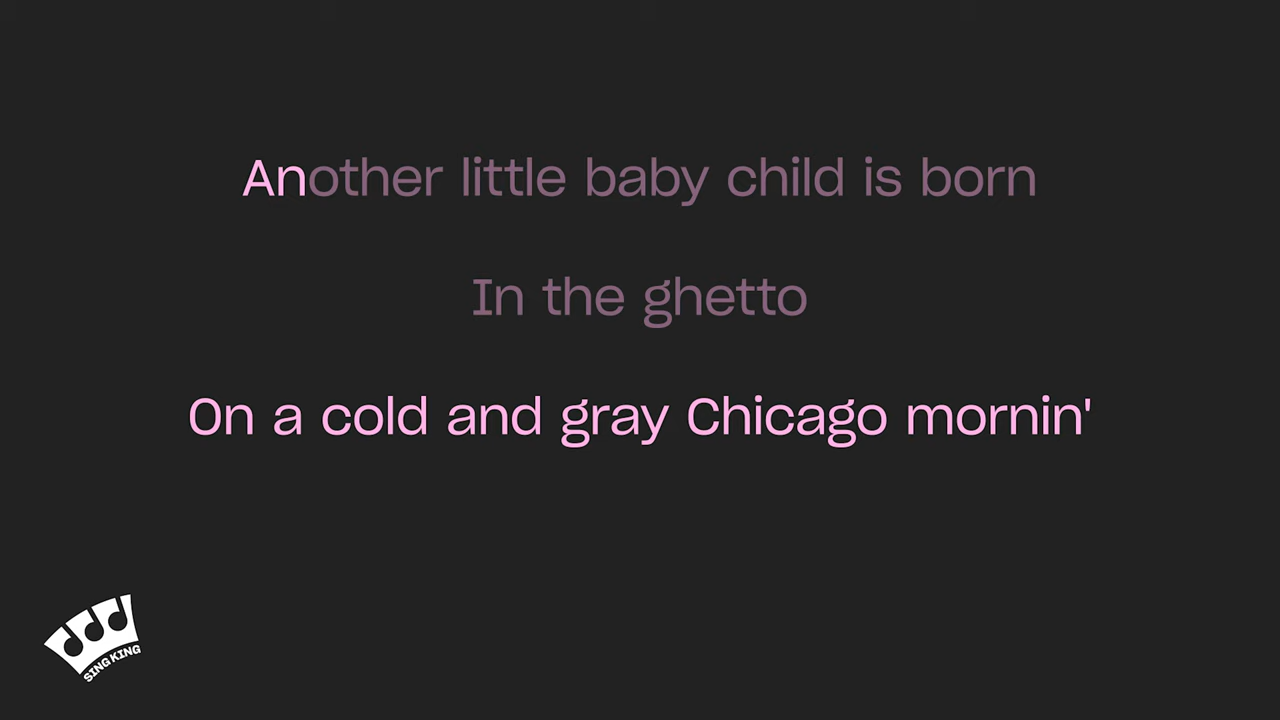 Another little baby child is born
In the ghetto
On a cold and gray Chicago mornin'
SING KING